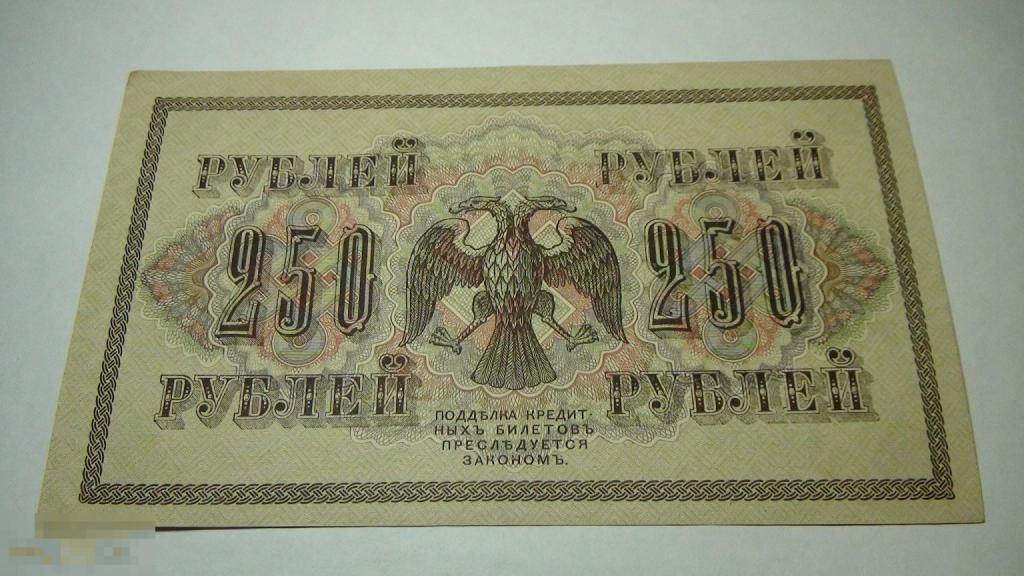 РУБЛЕЙ РУБЛЕЙ
250 250
РУБЛЕЙ РУБЛЕЙ
ПОДДѢЛКА КРЕДИТ-
НЫХЪ БИЛЕТОВЪ
ПРЕСЛѢДУЕТСЯ
ЗАКОНОМЪ.